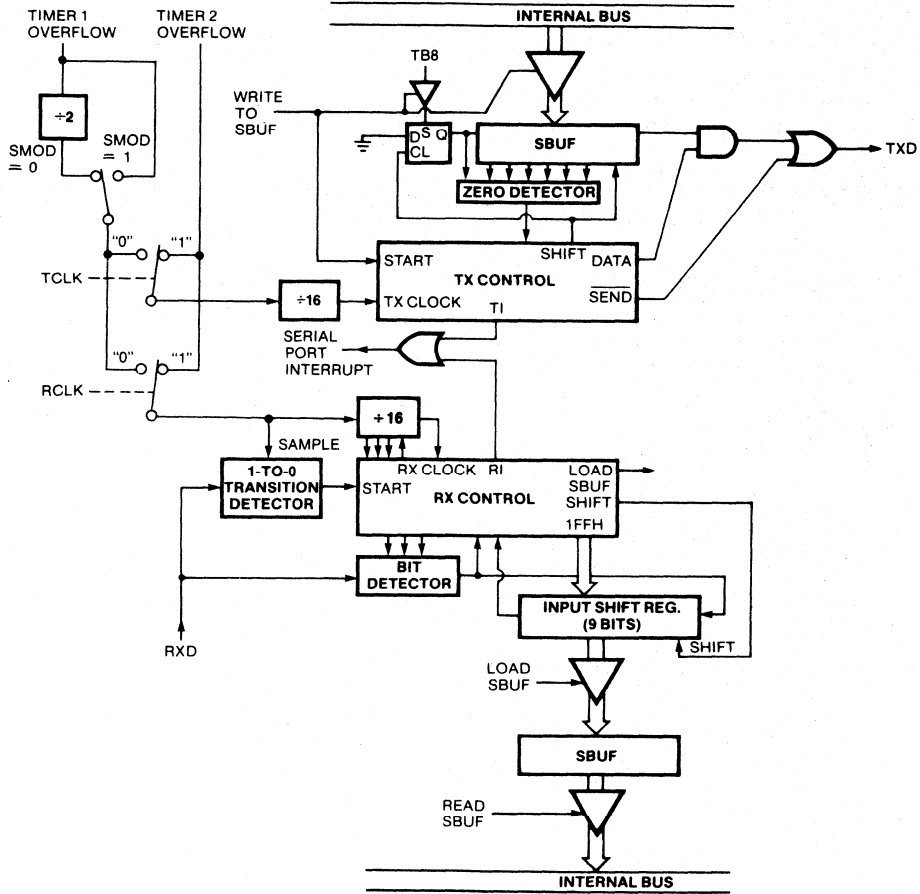 TIMER 1
OVERFLOW
TIMER 2
OVERFLOW
INTERNAL BUS
TB8
WRITE
TO
SBUF
÷2
SMOD
= 0
SMOD
= 1
D S Q
CL
SBUF
TXD
ZERO DETECTOR
"0"
"1"
TCLK
START
SHIFT
DATA
TX CONTROL
÷16
TX CLOCK
TI
SEND
SERIAL
PORT
INTERRUPT
"0"
"1"
RCLK
÷16
SAMPLE
1-TO-0
TRANSITION
DETECTOR
RX CLOCK
RI
LOAD
SBUF
START
RX CONTROL
SHIFT
1FFH
BIT
DETECTOR
INPUT SHIFT REG.
(9 BITS)
RXD
SHIFT
LOAD
SBUF
SBUF
READ
SBUF
INTERNAL BUS